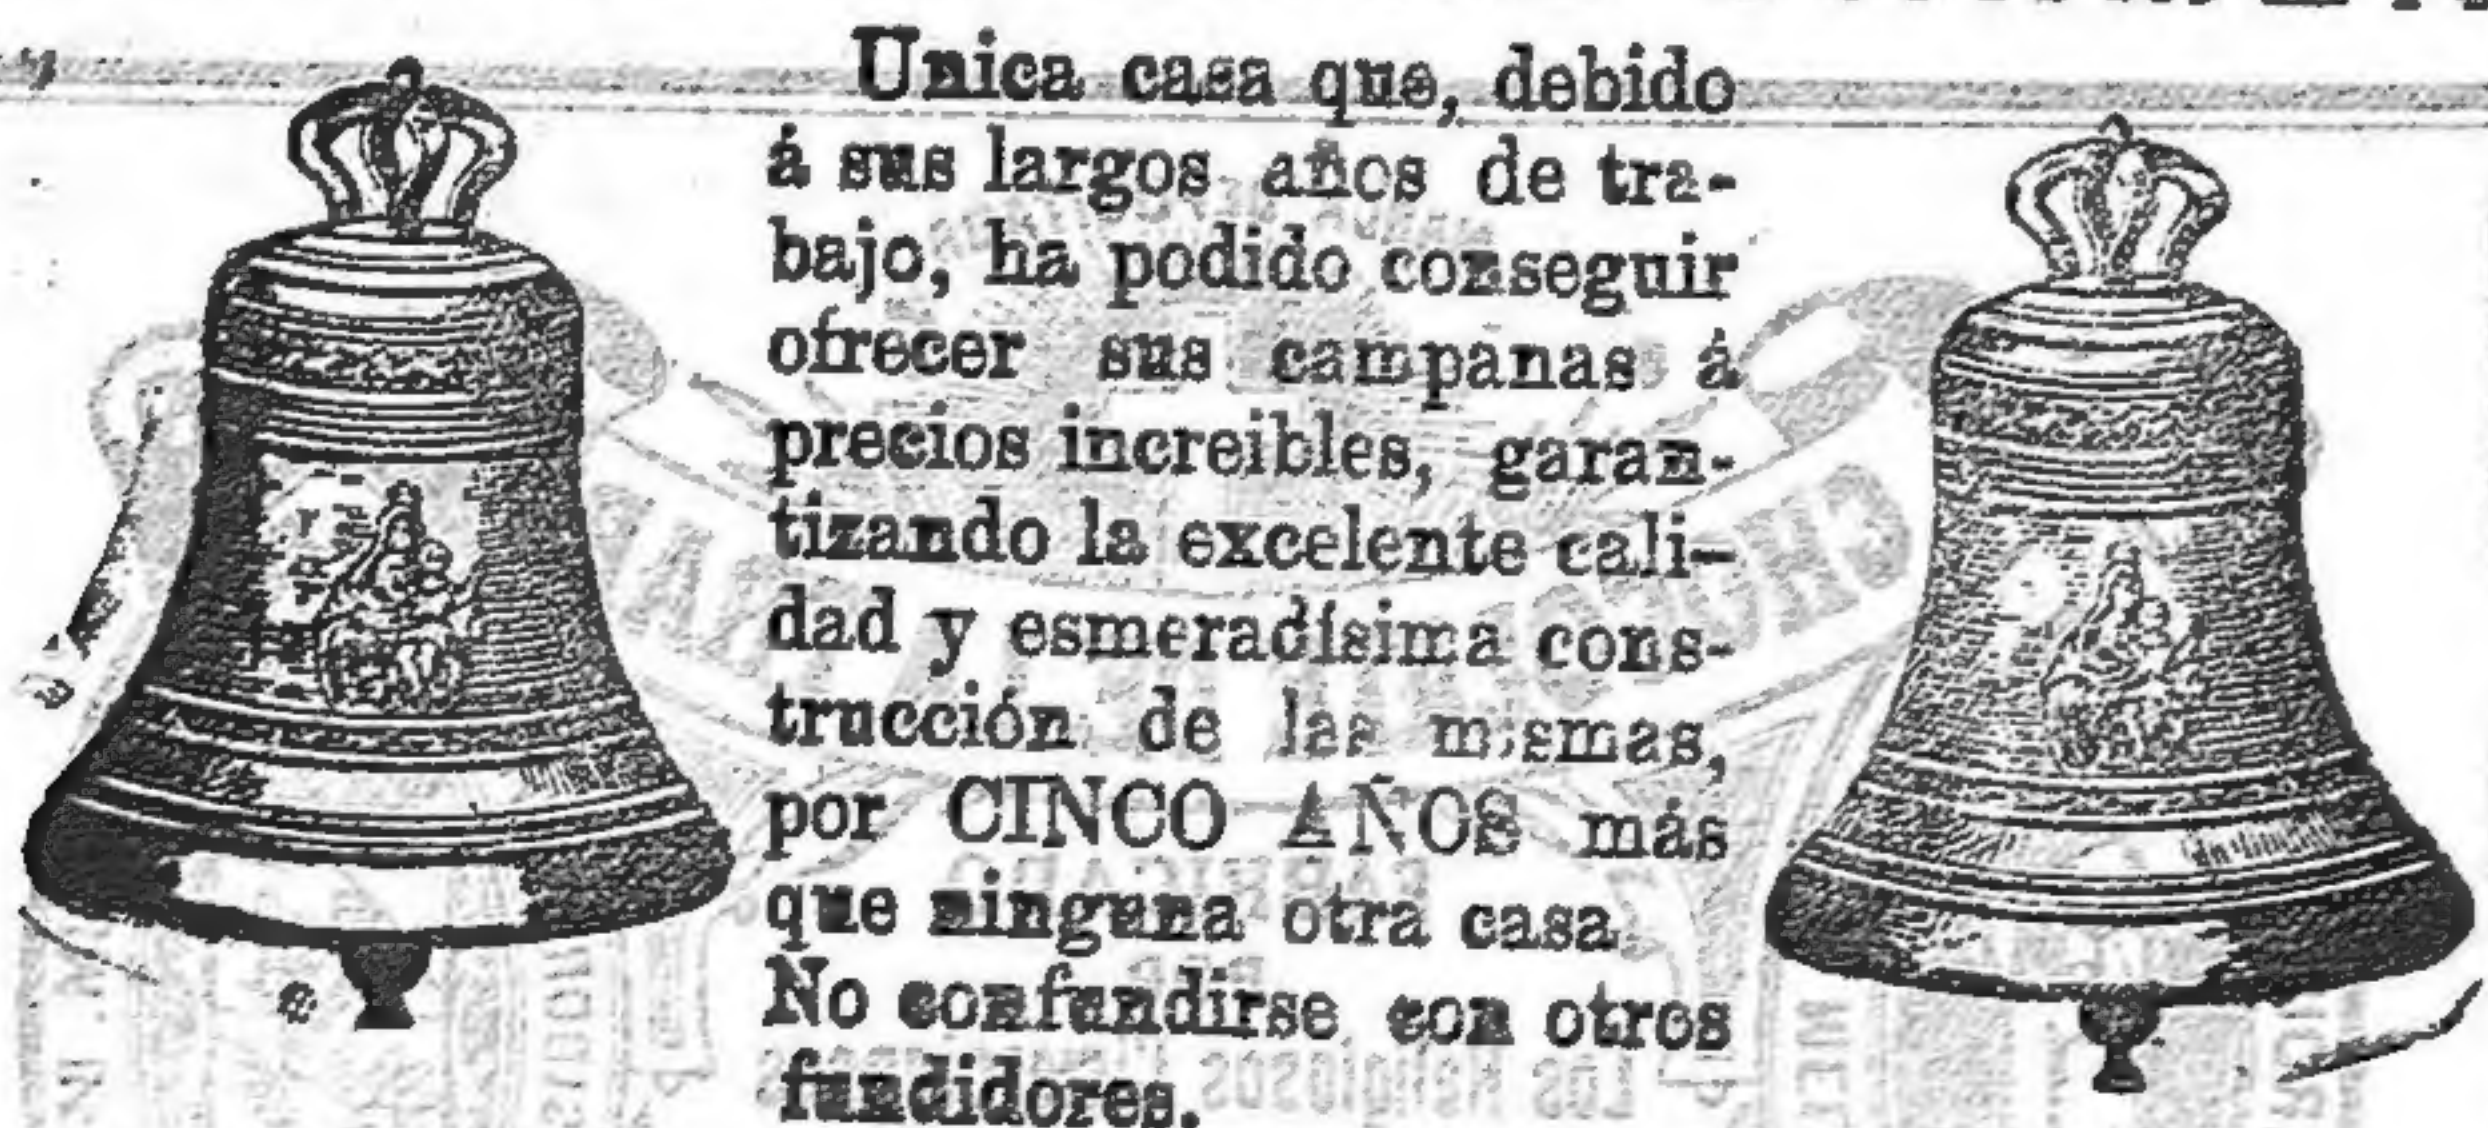 Unica casa que, debido
á sus largos años de tra-
bajo, ha podido conseguir
ofrecer sus campanas á
precios increibles, garan-
tizando la excelente cali-
dad y esmeradísima cons-
trucción de las mismas,
por CINCO AÑOS más
que ninguna otra casa
No confundirse con otros
fundidores.